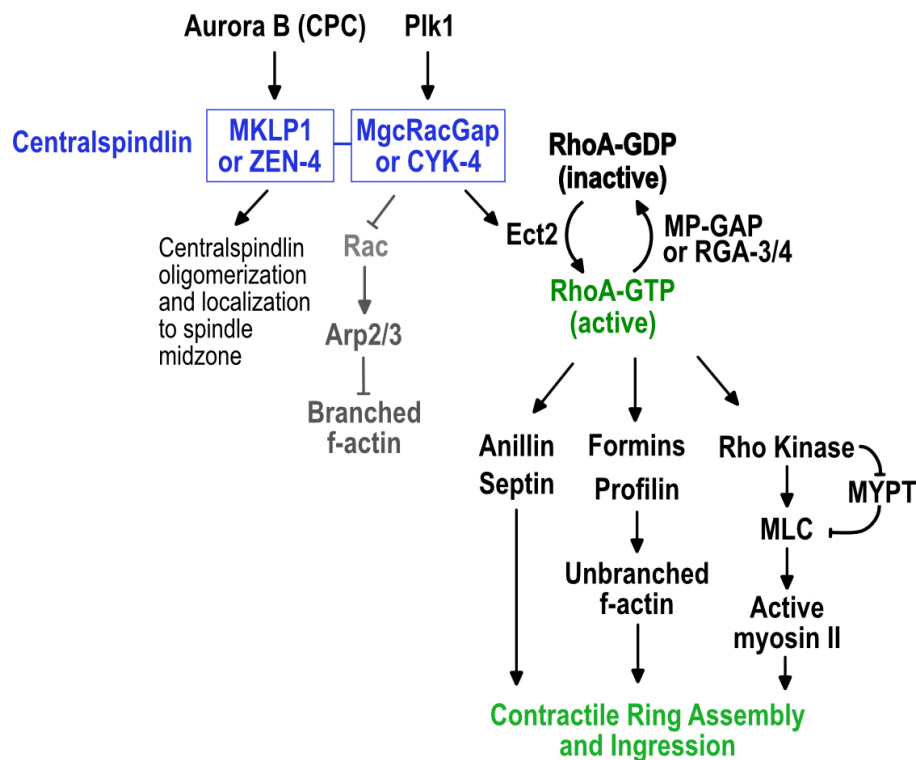 Aurora B (CPC)
Plk1
Centralspindlin
MKLP1
or ZEN-4
MgcRacGap
or CYK-4
RhoA-GDP
(inactive)
Centralspindlin
oligomerization
and localization
to spindle
midzone
Rac
Ect2
MP-GAP
or RGA-3/4
RhoA-GTP
(active)
Arp2/3
Branched
f-actin
Anillin
Septin
Formins
Profilin
Rho Kinase
MYPT
MLC
Unbranched
f-actin
Active
myosin II
Contractile Ring Assembly
and Ingression